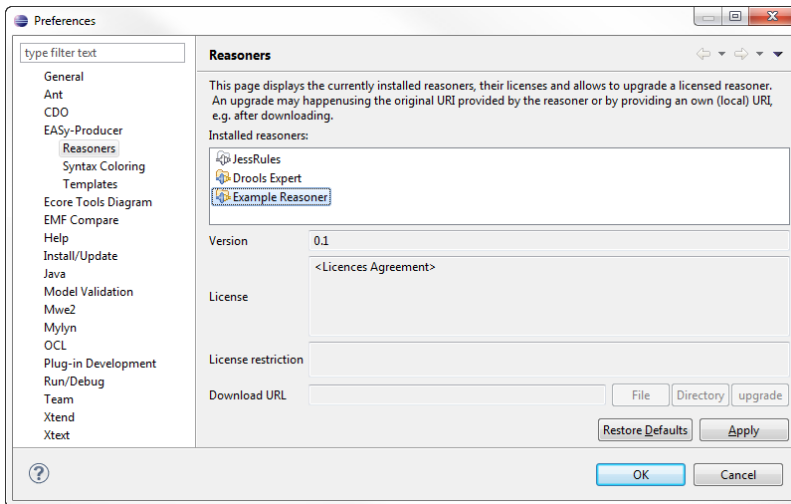 Preferences
type filter text
General
Ant
CDO
EASy-Producer
Reasoners
Syntax Coloring
Templates
Ecore Tools Diagram
EMF Compare
Help
Install/Update
Java
Model Validation
Mwe2
Mylyn
OCL
Plug-in Development
Run/Debug
Team
Xtend
Xtext
Reasoners
This page displays the currently installed reasoners, their licenses and allows to upgrade a licensed reasoner.
An upgrade may happenusing the original URI provided by the reasoner or by providing an own (local) URI,
e.g. after downloading.
Installed reasoners:
JessRules
Drools Expert
Example Reasoner
Version 0.1
License <Licences Agreement>
License restriction
Download URL File Directory upgrade
Restore Defaults Apply
OK Cancel